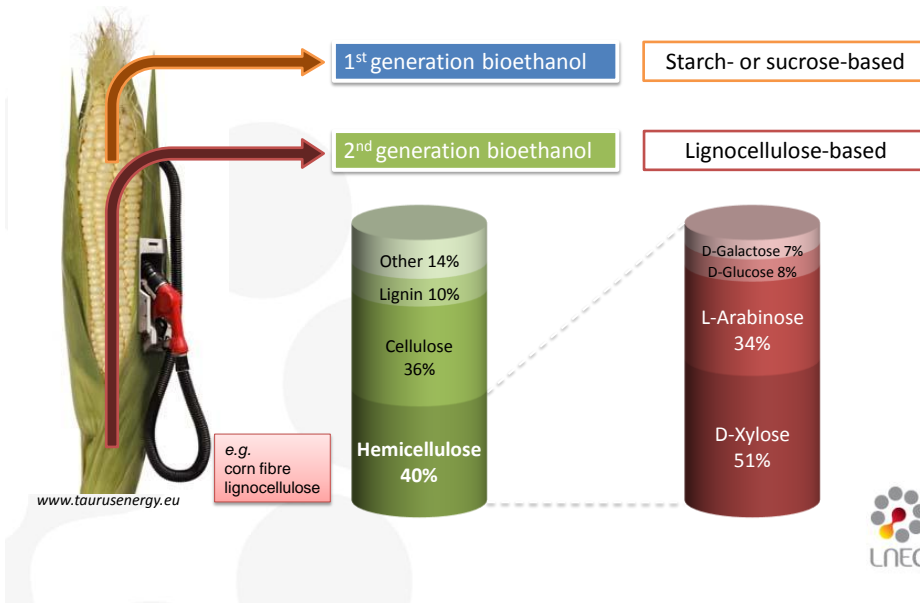 1st generation bioethanol
Starch- or sucrose-based
2nd generation bioethanol
Lignocellulose-based
Other 14%
Lignin 10%
Cellulose
36%
Hemicellulose
40%
D-Galactose 7%
D-Glucose 8%
L-Arabinose
34%
D-Xylose
51%
e.g.
corn fibre
lignocellulose
www.taurusenergy.eu
LNEG